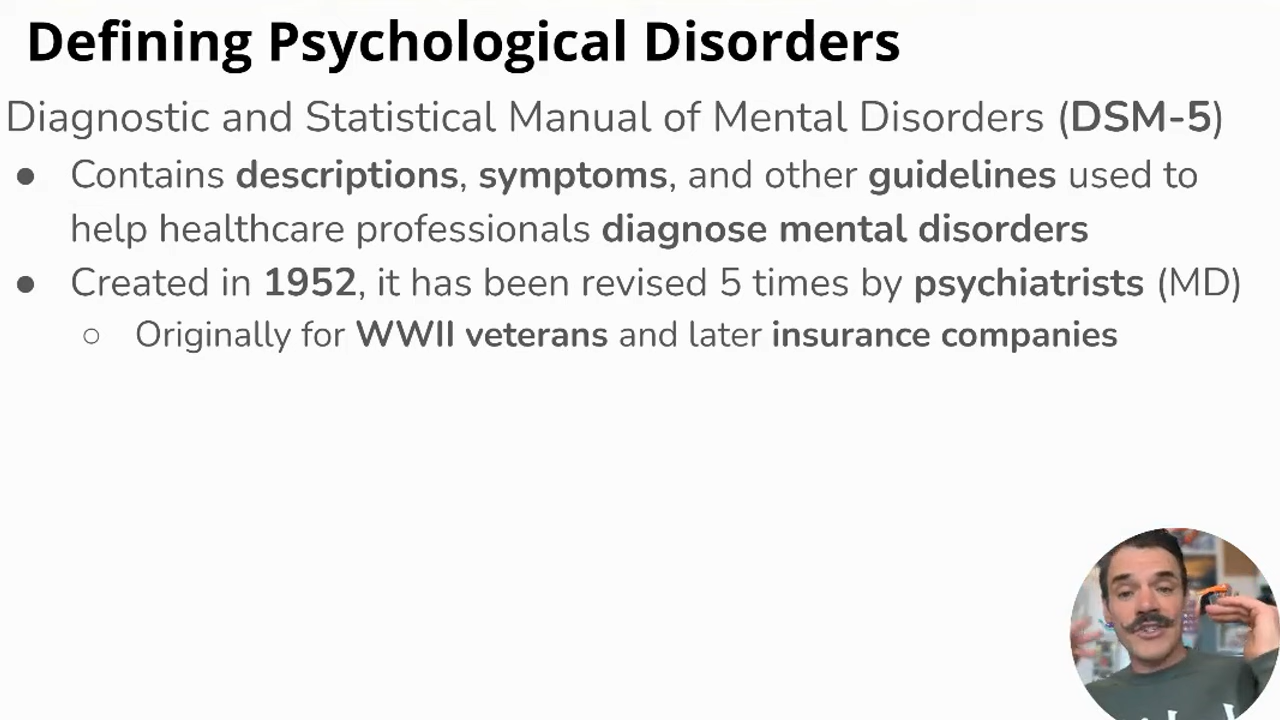 Defining Psychological Disorders
Diagnostic and Statistical Manual of Mental Disorders (DSM-5)
● Contains descriptions, symptoms, and other guidelines used to
help healthcare professionals diagnose mental disorders
● Created in 1952, it has been revised 5 times by psychiatrists (MD)
○ Originally for WWII veterans and later insurance companies